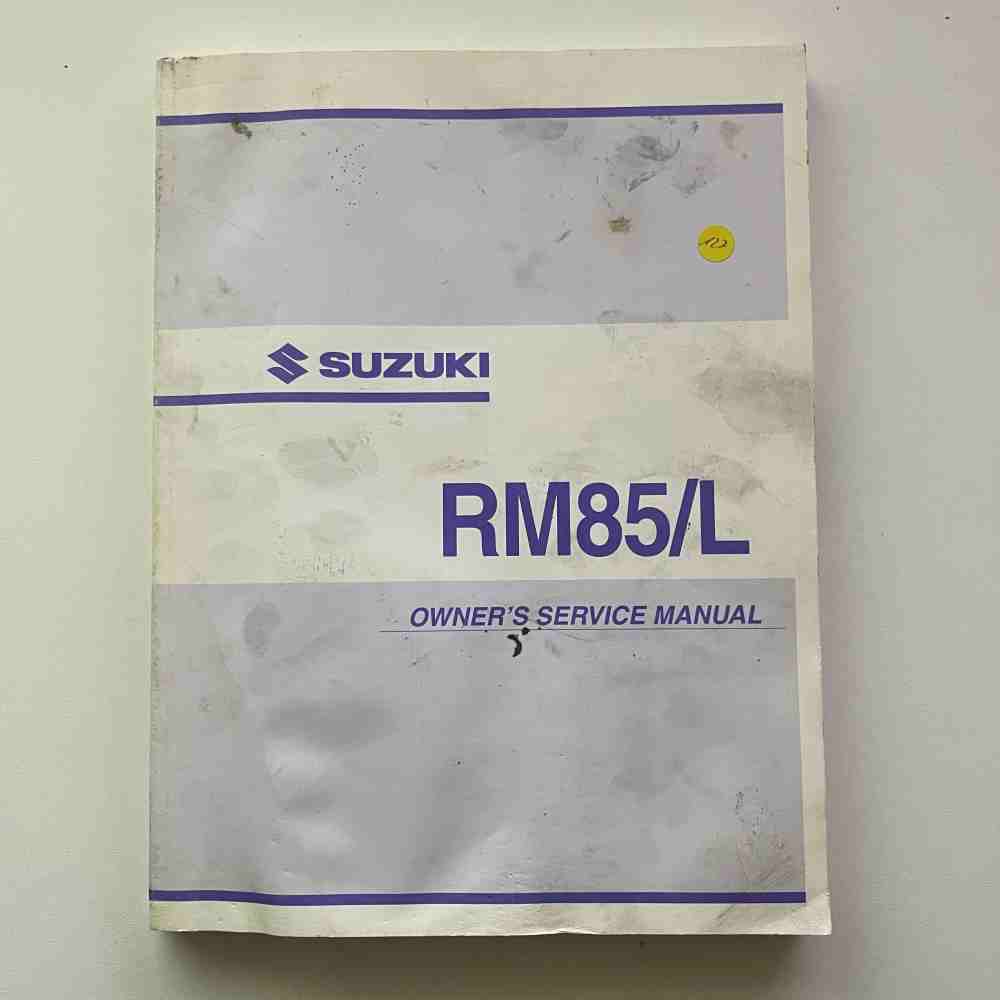 SUZUKI
RM85/L
OWNER'S SERVICE MANUAL